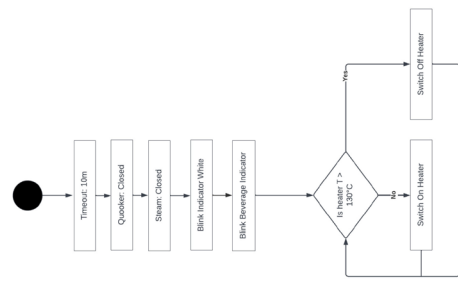 Timeout: 10m
Quooker: Closed
Steam: Closed
Blink Indicator White
Blink Beverage Indicator
Is heater T >
130°C
Yes
Switch Off Heater
No
Switch On Heater